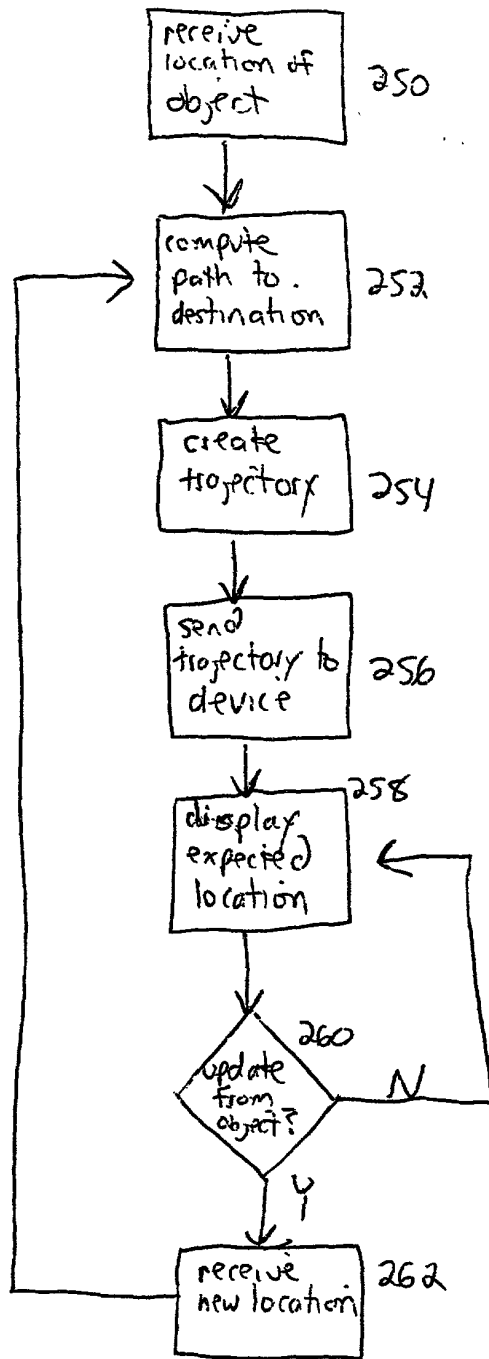 receive
location of
object
250
compute
path to
destination
252
create
trajectory
254
send
trajectory to
device
256
258
display
expected
location
260
update
from
object?
N
Y
receive
new location
262